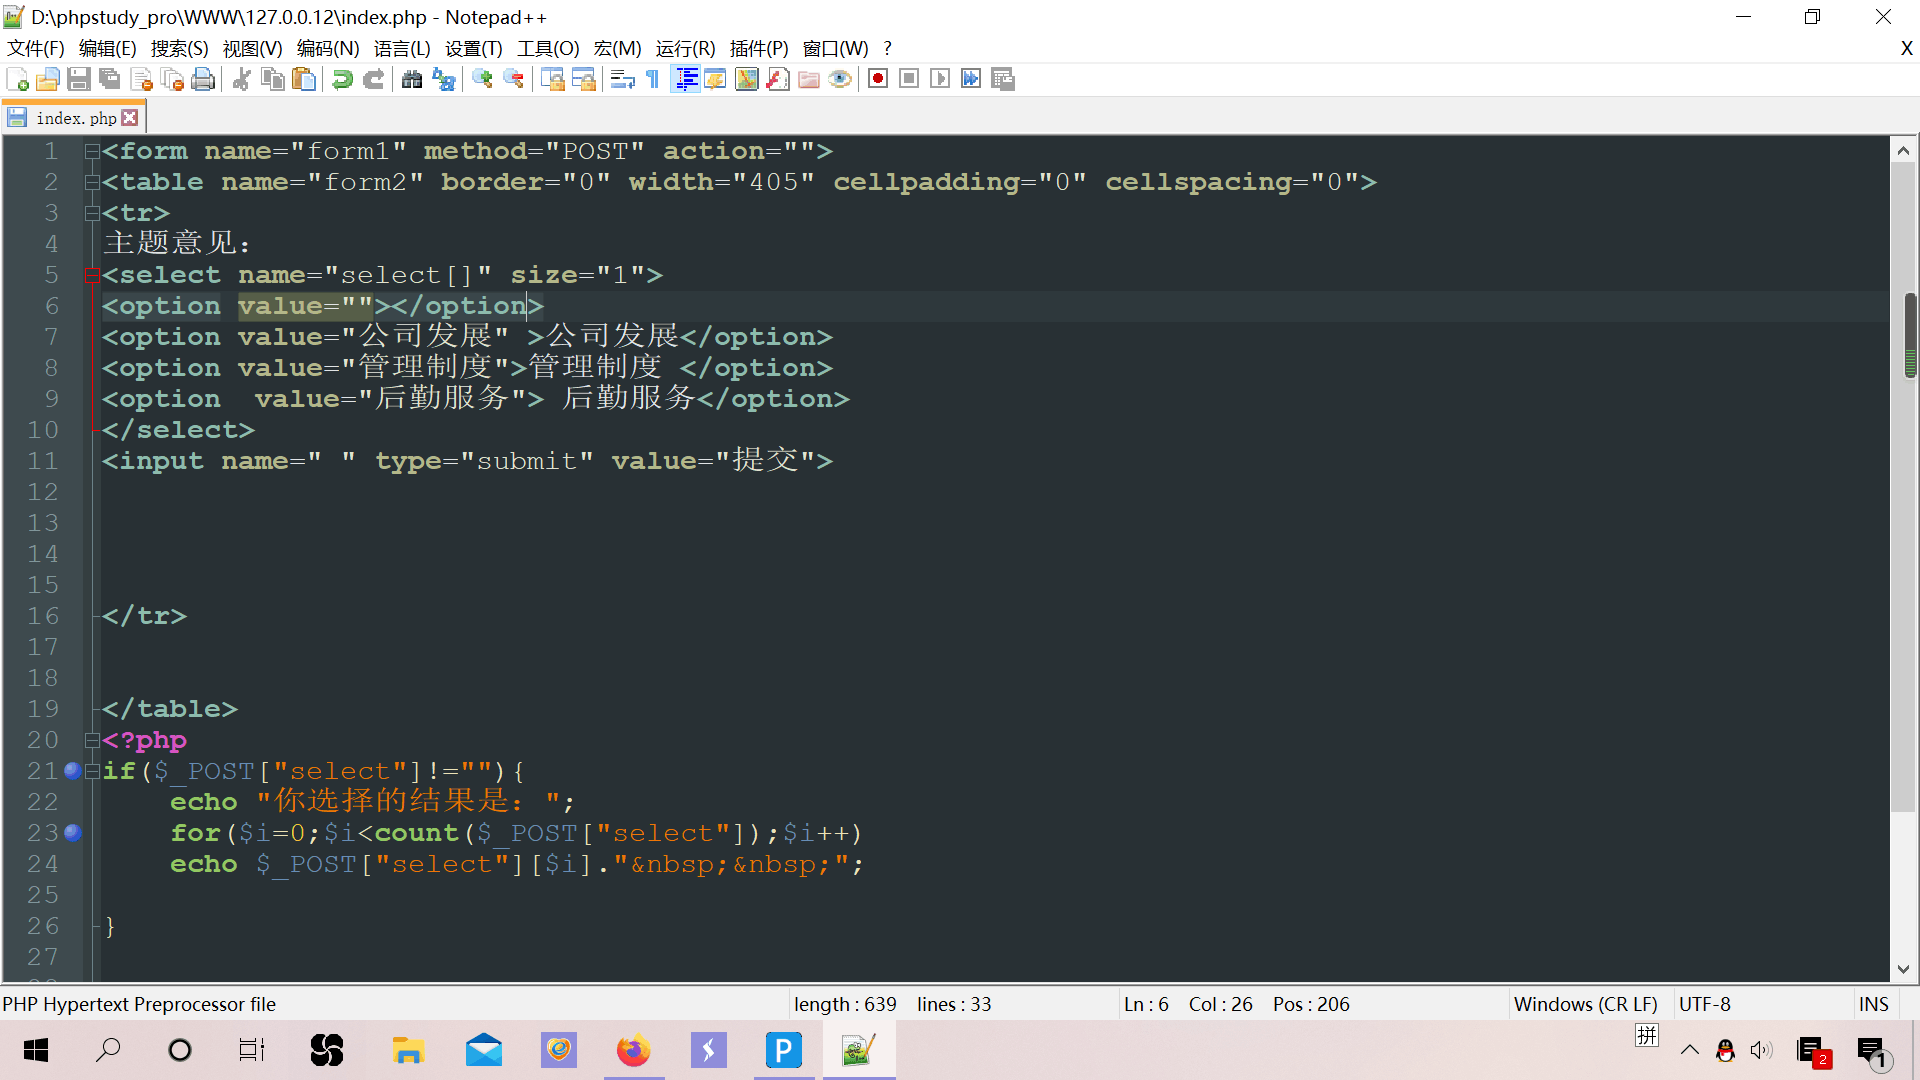 D:\phpstudy_pro\WWW\127.0.0.12\index.php - Notepad++
文件(F) 编辑(E) 搜索(S) 视图(V) 编码(N) 语言(L) 设置(T) 工具(O) 宏(M) 运行(R) 插件(P) 窗口(W) ? X
index.php
1 <form name="form1" method="POST" action="">
2 <table name="form2" border="0" width="405" cellpadding="0" cellspacing="0">
3 <tr>
4 主题意见：
5 <select name="select[]" size="1">
6 <option value=""></option>
7 <option value="公司发展" >公司发展</option>
8 <option value="管理制度">管理制度 </option>
9 <option  value="后勤服务"> 后勤服务</option>
10 </select>
11 <input name=" " type="submit" value="提交">
12
13
14
15
16 </tr>
17
18
19 </table>
20 <?php
21 if($_POST["select"]!=""){
22     echo "你选择的结果是：";
23     for($i=0;$i<count($_POST["select"]);$i++)
24     echo $_POST["select"][$i]."&nbsp;&nbsp;";
25
26 }
27
PHP Hypertext Preprocessor file length : 639 lines : 33 Ln : 6 Col : 26 Pos : 206 Windows (CR LF) UTF-8 INS
拼
P 2 1